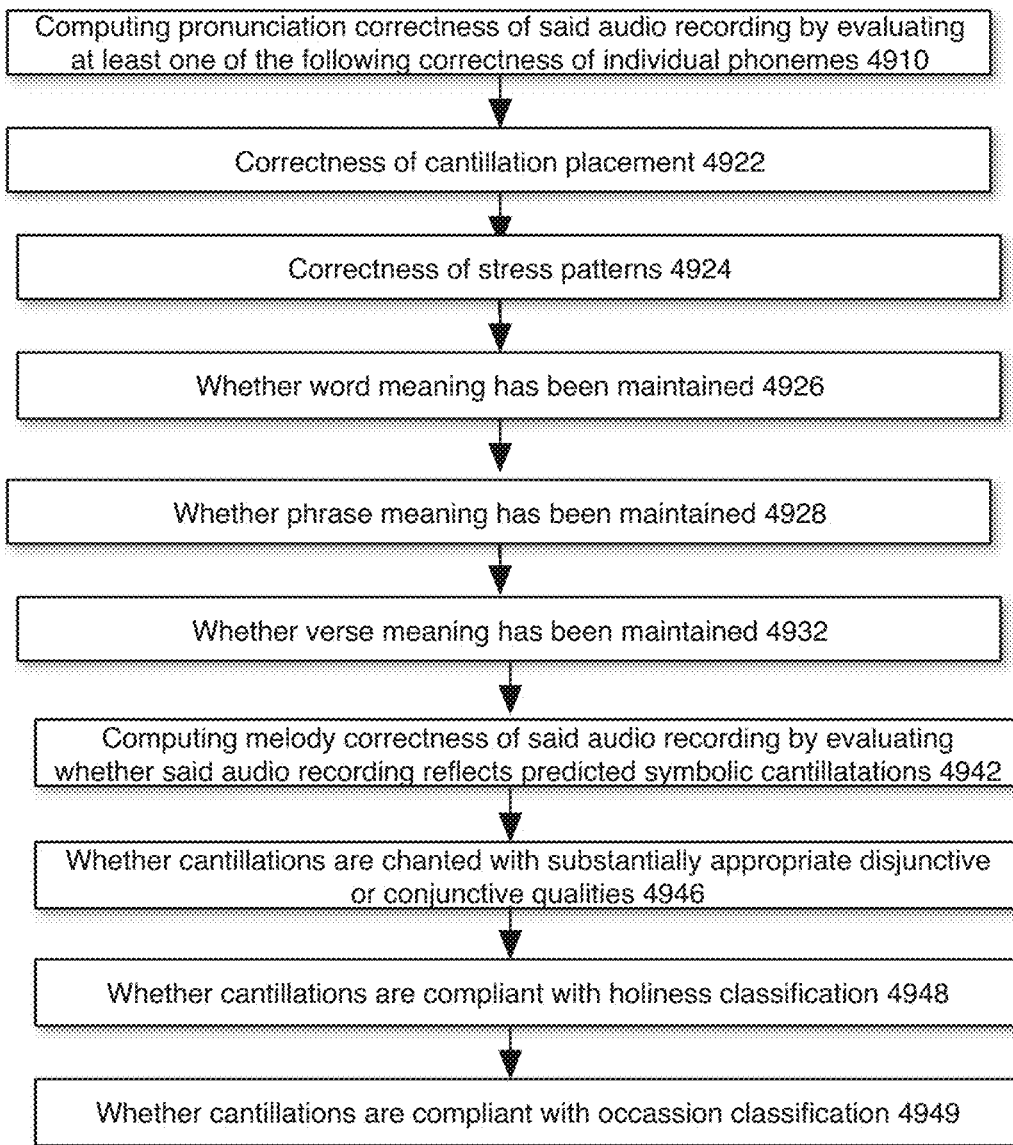 Computing pronunciation correctness of said audio recording by evaluating
at least one of the following correctness of individual phonemes 4910
Correctness of cantillation placement 4922
Correctness of stress patterns 4924
Whether word meaning has been maintained 4926
Whether phrase meaning has been maintained 4928
Whether verse meaning has been maintained 4932
Computing melody correctness of said audio recording by evaluating
whether said audio recording reflects predicted symbolic cantillatations 4942
Whether cantillations are chanted with substantially appropriate disjunctive
or conjunctive qualities 4946
Whether cantillations are compliant with holiness classification 4948
Whether cantillations are compliant with occassion classification 4949